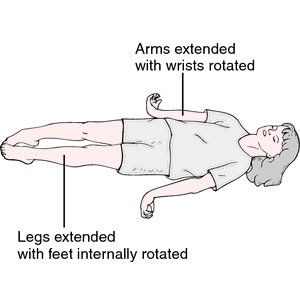 Arms extended
with wrists rotated
Legs extended
with feet internally rotated